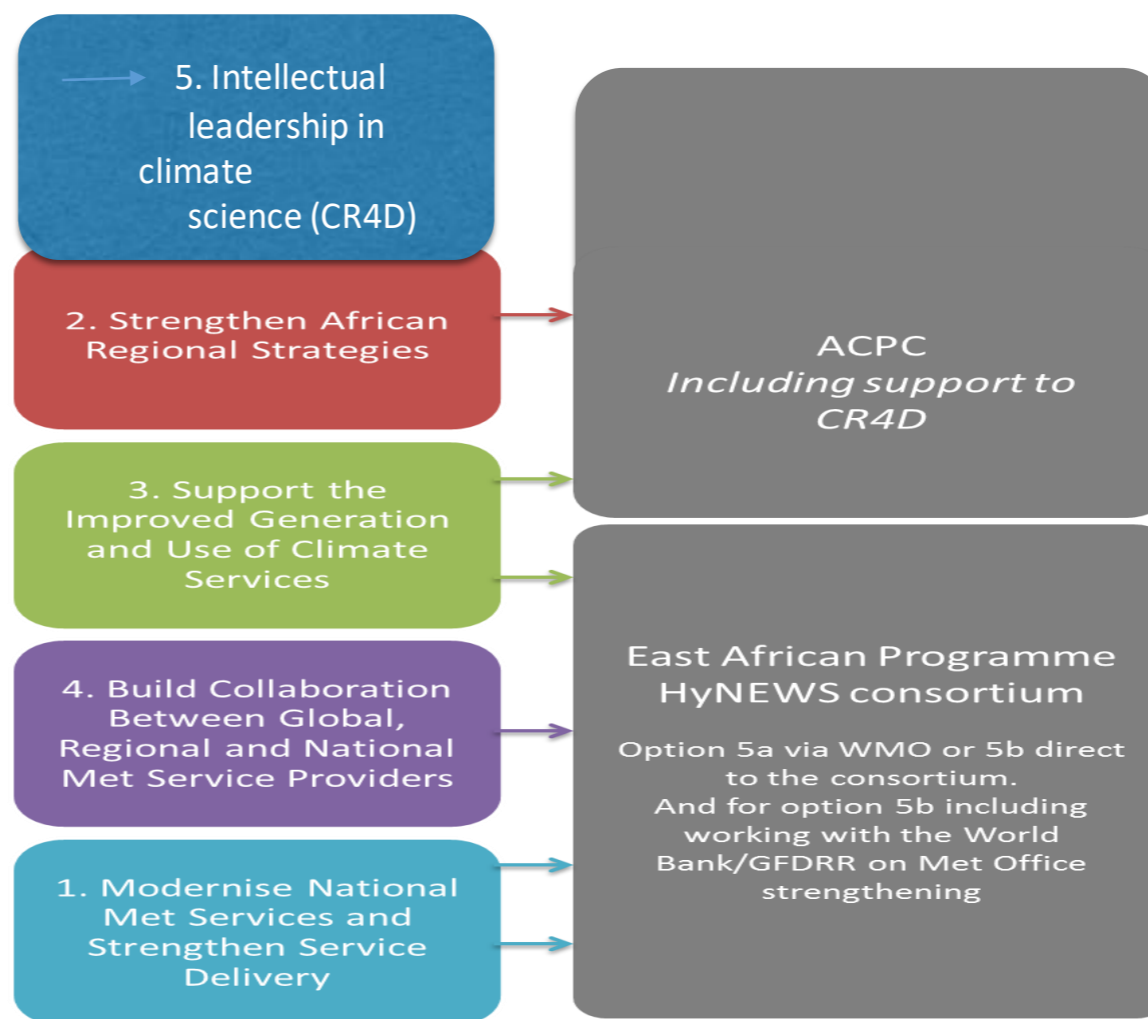 5. Intellectual
leadership in
climate
science (CR4D)
2. Strengthen African
Regional Strategies
3. Support the
Improved Generation
and Use of Climate
Services
4. Build Collaboration
Between Global,
Regional and National
Met Service Providers
1. Modernise National
Met Services and
Strengthen Service
Delivery
ACPC
Including support to
CR4D
East African Programme
HyNEWS consortium
Option 5a via WMO or 5b direct
to the consortium.
And for option 5b including
working with the World
Bank/GFDRR on Met Office
strengthening